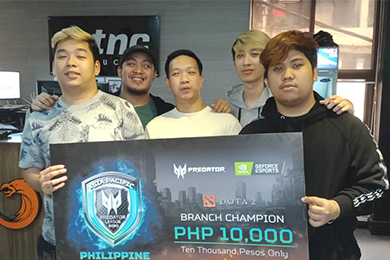 tnc
ASIA PACIFIC
PREDATOR
LEAGUE
PHILIPPINE
PREDATOR
GEFORCE
ESPORTS
DOTA 2
BRANCH CHAMPION
PHP 10,000
Ten Thousand Pesos Only